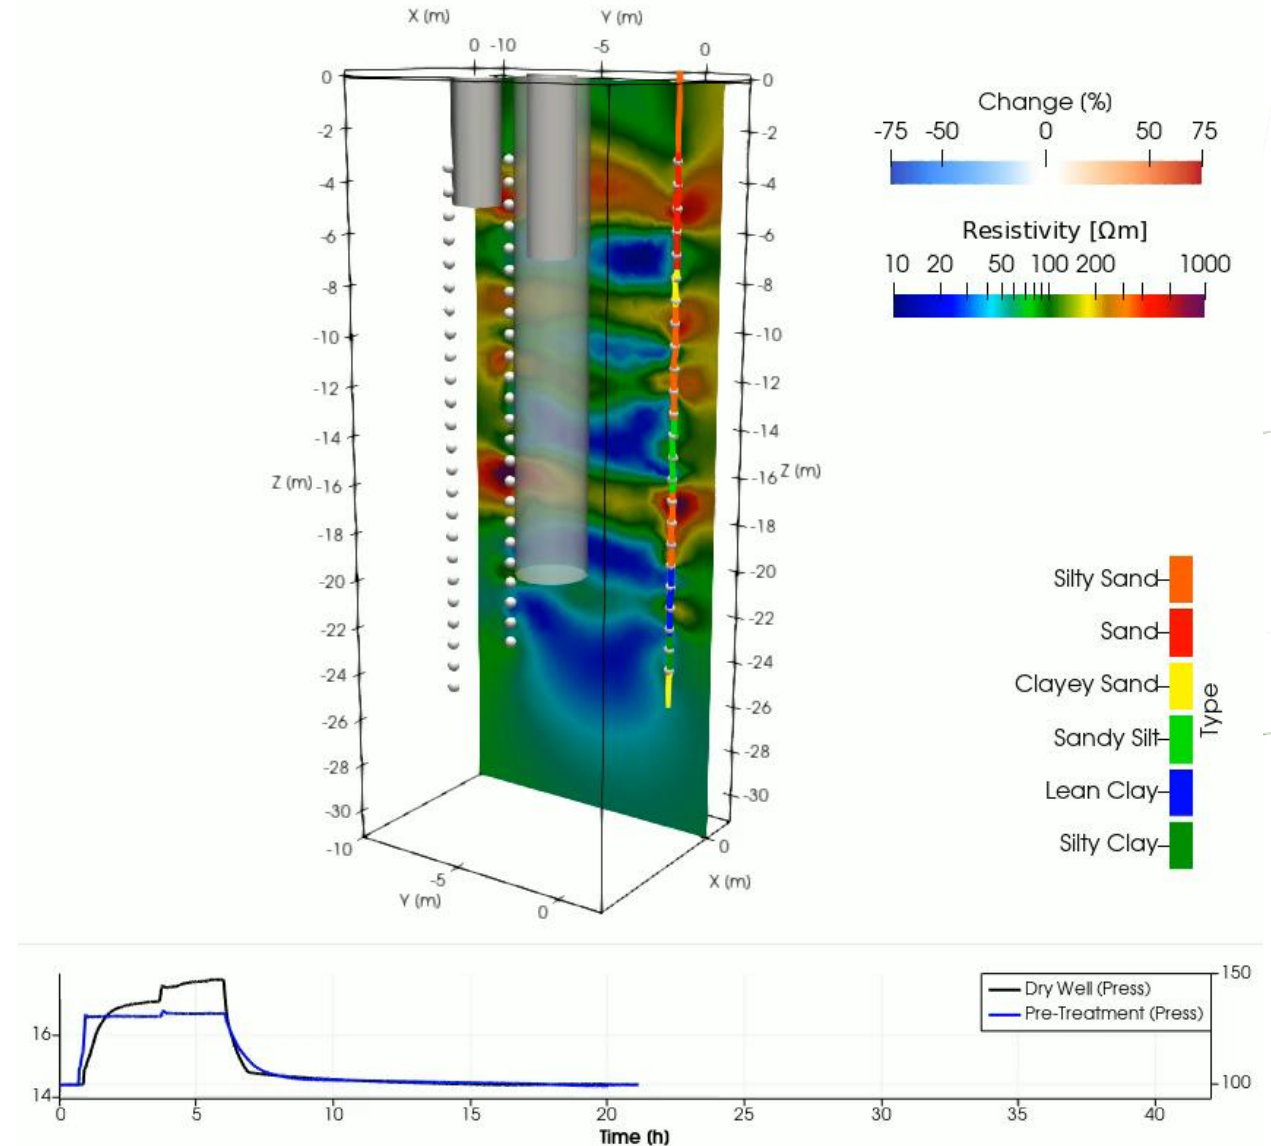 X (m) Y (m)
0 -10 -5 0
0 0
-2 -2
-4 -4
-6 -6
-8 -8
-10 -10
-12 -12
-14 -14
Z (m) -16 -16 Z (m)
-18 -18
-20 -20
-22 -22
-24 -24
-26 -26
-28 -28
-30 -30
-10 0
-5 X (m)
Y (m)
0
Change (%)
-75 -50 0 50 75
Resistivity [Ωm]
10 20 50 100 200 1000
Silty Sand
Sand
Clayey Sand
Sandy Silt
Lean Clay
Silty Clay
Type
150
Dry Well (Press)
Pre-Treatment (Press)
16
14 100
0 5 10 15 20 25 30 35 40
Time (h)